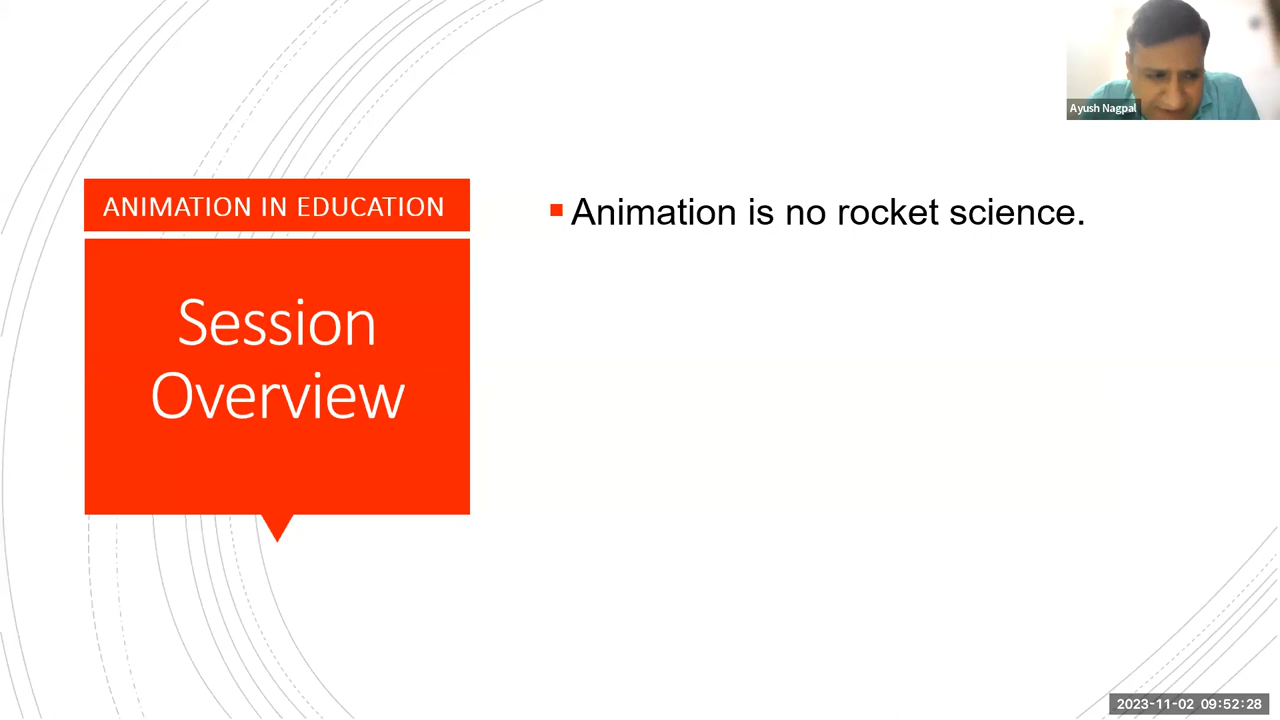 Ayush Nagpal
ANIMATION IN EDUCATION
Session
Overview
Animation is no rocket science.
2023-11-02 09:52:28